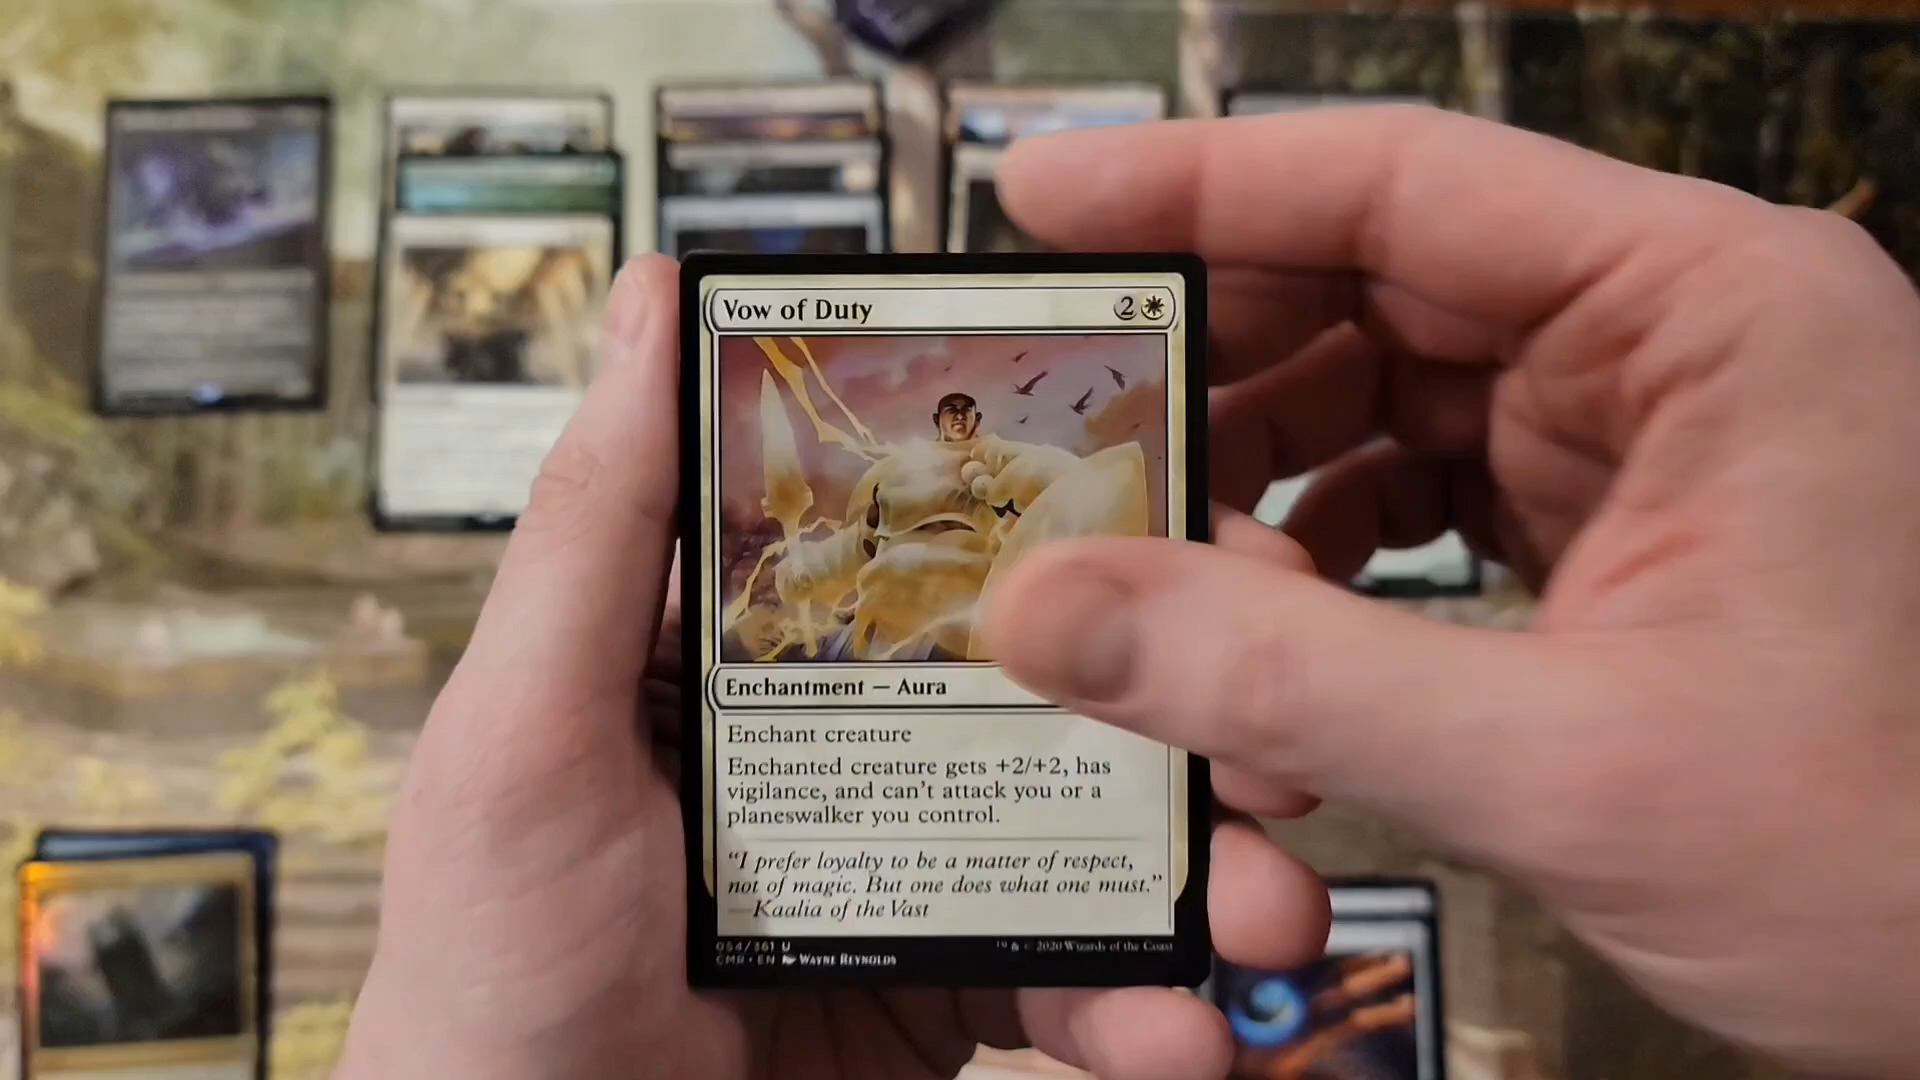 Vow of Duty 2
Enchantment — Aura
Enchant creature
Enchanted creature gets +2/+2, has
vigilance, and can't attack you or a
planeswalker you control.
“I prefer loyalty to be a matter of respect,
not of magic. But one does what one must.”
—Kaalia of the Vast
054/361 U
CMR • EN Wayne Reynolds
™ & © 2020 Wizards of the Coast